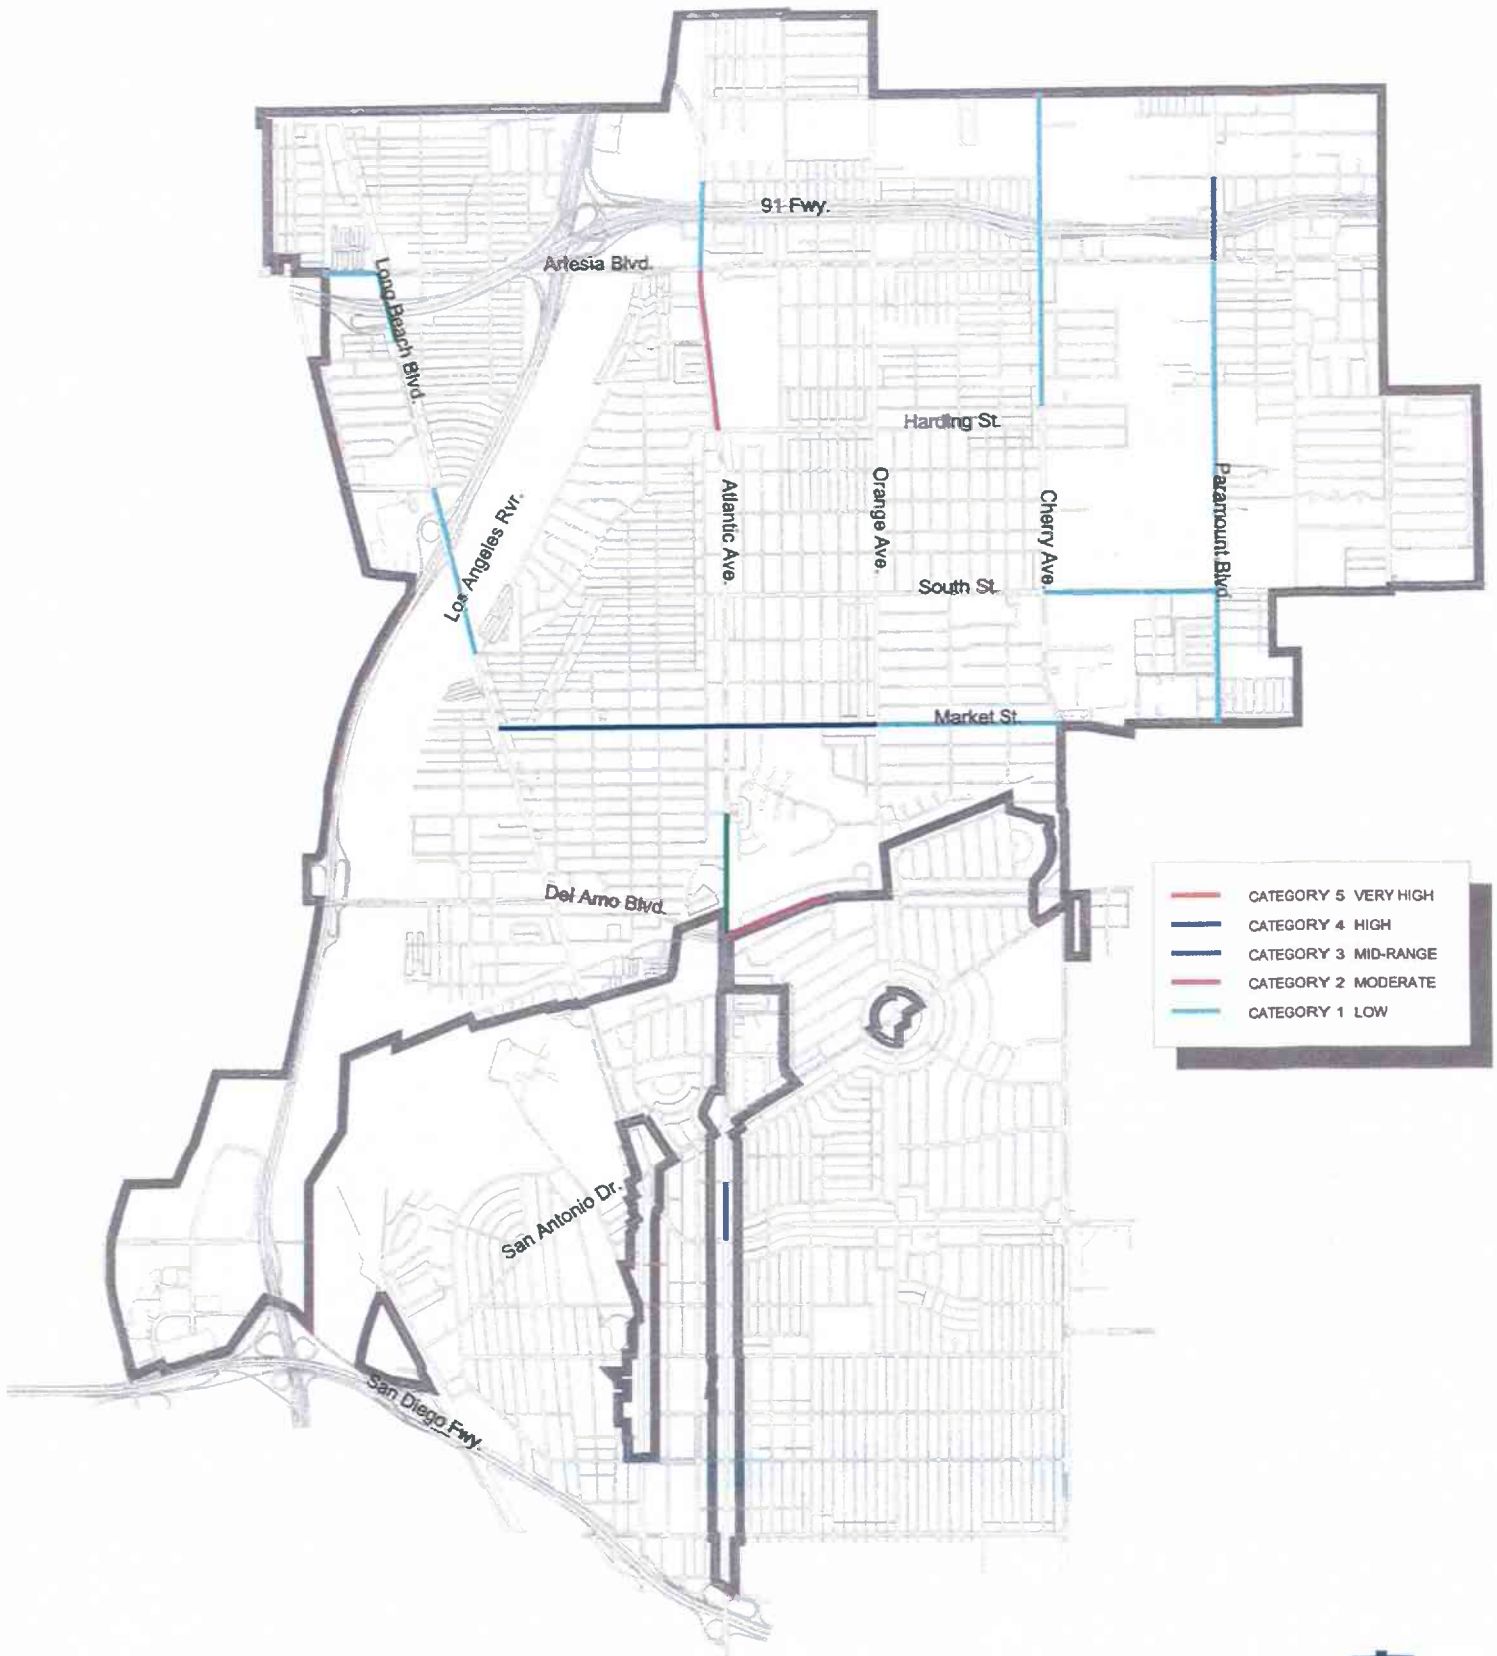 91 Fwy.
Artesia Blvd.
Long Beach Blvd.
Harding St.
Los Angeles Rvr.
Atlantic Ave.
Orange Ave.
Cherry Ave.
Paramount Blvd.
South St.
Market St.
Del Amo Blvd.
CATEGORY 5 VERY HIGH
CATEGORY 4 HIGH
CATEGORY 3 MID-RANGE
CATEGORY 2 MODERATE
CATEGORY 1 LOW
San Antonio Dr.
San Diego Fwy.